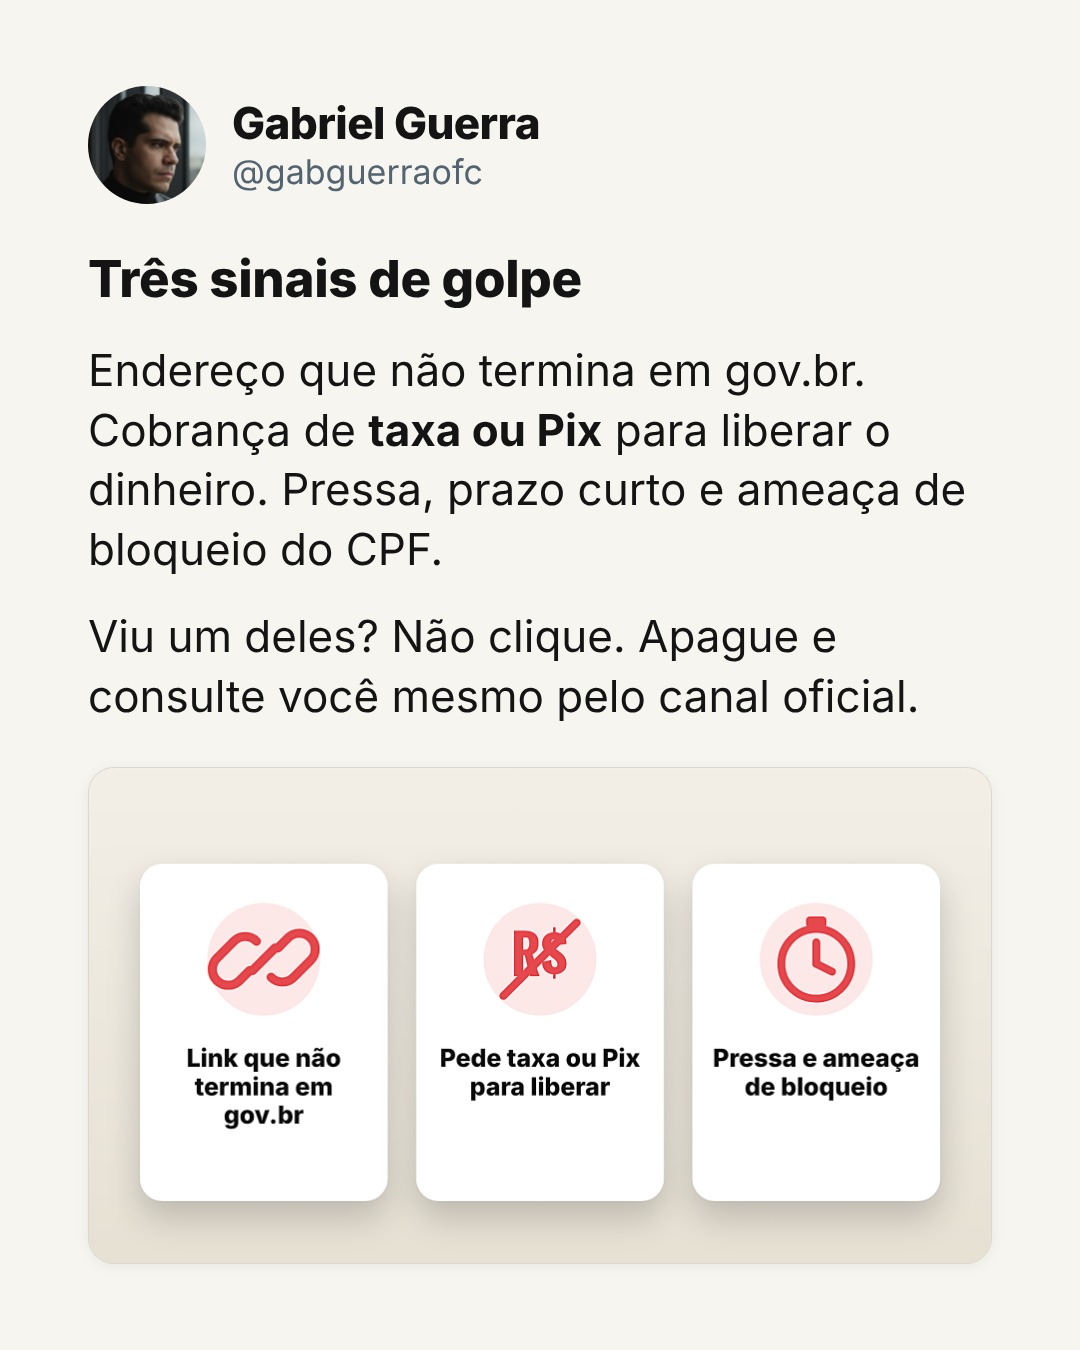 Gabriel Guerra
@gabguerraofc
Três sinais de golpe
Endereço que não termina em gov.br.
Cobrança de taxa ou Pix para liberar o
dinheiro. Pressa, prazo curto e ameaça de
bloqueio do CPF.
Viu um deles? Não clique. Apague e
consulte você mesmo pelo canal oficial.
R$
Link que não
termina em
gov.br
Pede taxa ou Pix
para liberar
Pressa e ameaça
de bloqueio